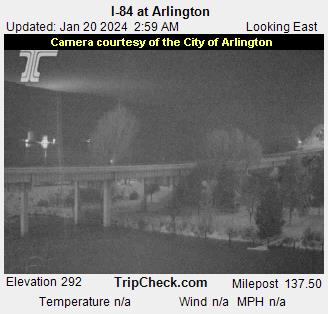 I-84 at Arlington
Updated: Jan 20 2024 2:59 AM Looking East
Camera courtesy of the City of Arlington
Elevation 292 TripCheck.com Milepost 137.50
Temperature n/a Wind n/a MPH n/a